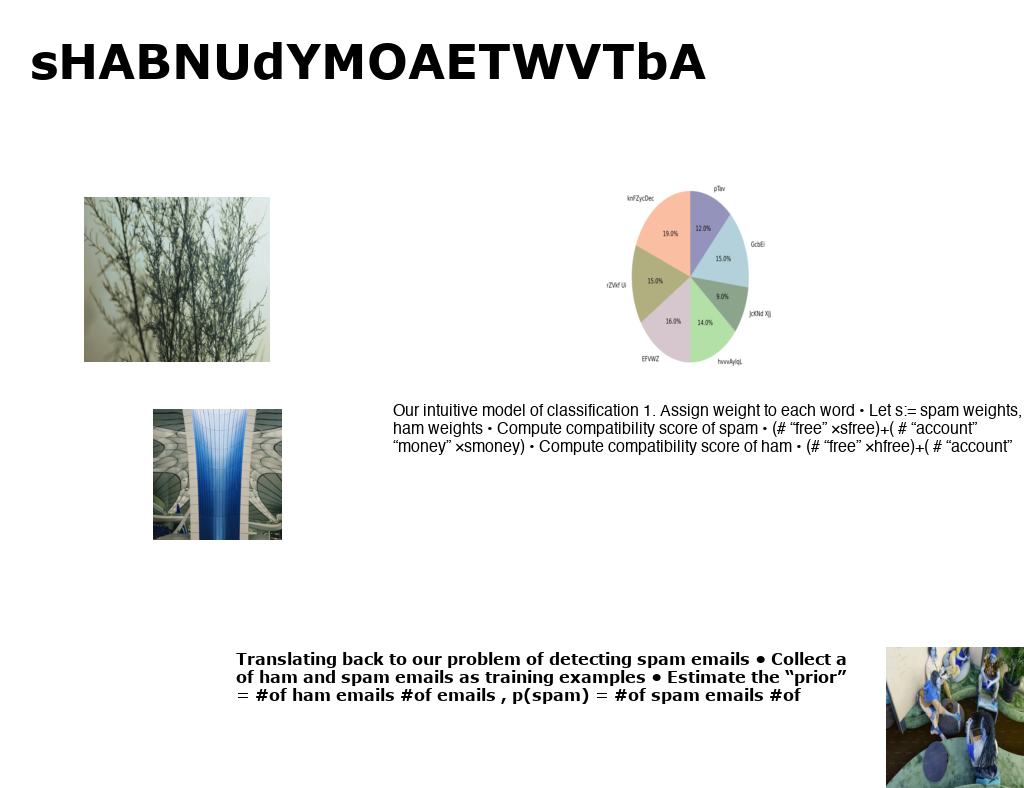 sHABNUdYMOAETWVTbA
pTav
knFZycDec
12.0%
19.0%
GcbEi
15.0%
15.0%
rZVkf Ui
9.0%
JcKNd Xjj
16.0%
14.0%
EFVWZ
hvvvAylqL
Our intuitive model of classification 1. Assign weight to each word • Let s:= spam weights,
ham weights • Compute compatibility score of spam • (# “free” ×sfree)+( # “account”
“money” ×smoney) • Compute compatibility score of ham • (# “free” ×hfree)+( # “account”
Translating back to our problem of detecting spam emails • Collect a
of ham and spam emails as training examples • Estimate the “prior”
= #of ham emails #of emails , p(spam) = #of spam emails #of